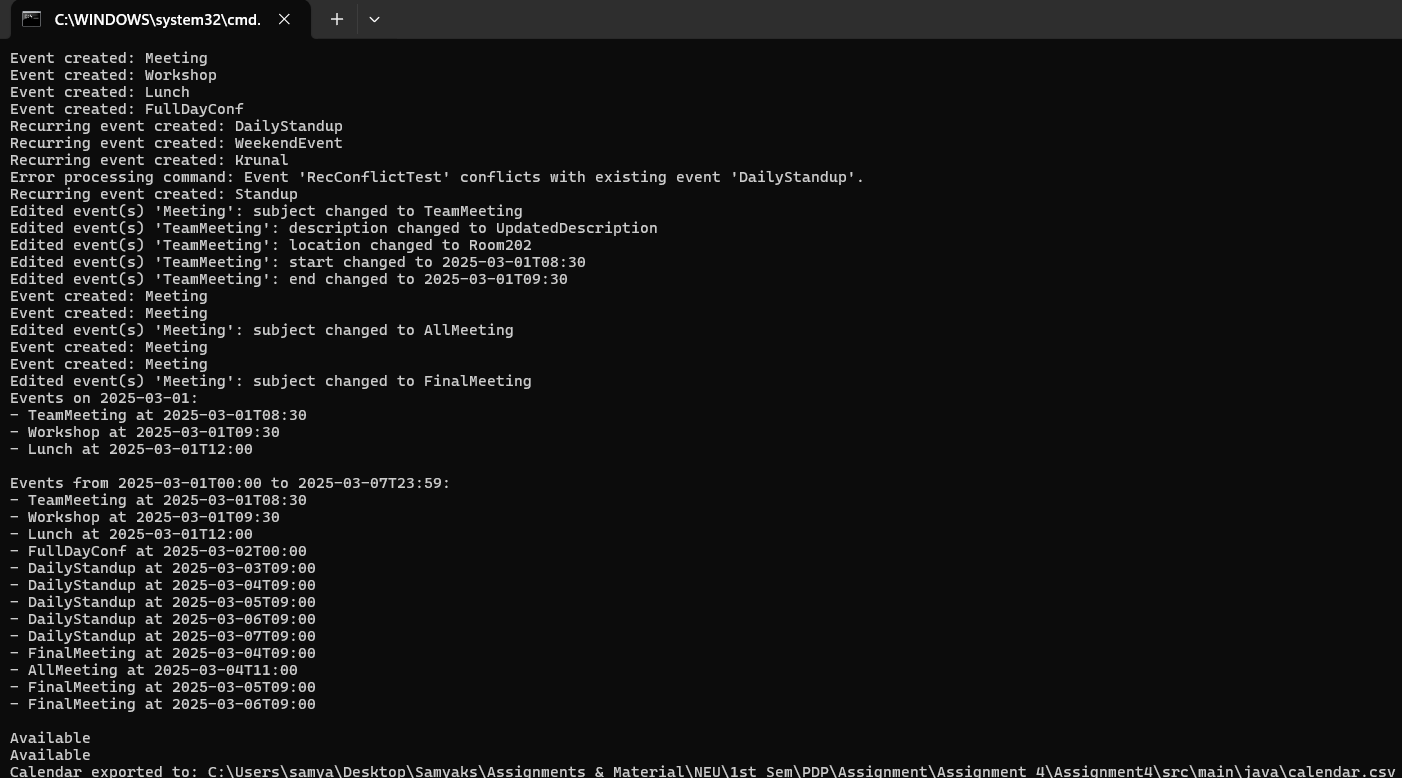 C:\WINDOWS\system32\cmd.
Event created: Meeting
Event created: Workshop
Event created: Lunch
Event created: FullDayConf
Recurring event created: DailyStandup
Recurring event created: WeekendEvent
Recurring event created: Krunal
Error processing command: Event 'RecConflictTest' conflicts with existing event 'DailyStandup'.
Recurring event created: Standup
Edited event(s) 'Meeting': subject changed to TeamMeeting
Edited event(s) 'TeamMeeting': description changed to UpdatedDescription
Edited event(s) 'TeamMeeting': location changed to Room202
Edited event(s) 'TeamMeeting': start changed to 2025-03-01T08:30
Edited event(s) 'TeamMeeting': end changed to 2025-03-01T09:30
Event created: Meeting
Event created: Meeting
Edited event(s) 'Meeting': subject changed to AllMeeting
Event created: Meeting
Event created: Meeting
Edited event(s) 'Meeting': subject changed to FinalMeeting
Events on 2025-03-01:
- TeamMeeting at 2025-03-01T08:30
- Workshop at 2025-03-01T09:30
- Lunch at 2025-03-01T12:00

Events from 2025-03-01T00:00 to 2025-03-07T23:59:
- TeamMeeting at 2025-03-01T08:30
- Workshop at 2025-03-01T09:30
- Lunch at 2025-03-01T12:00
- FullDayConf at 2025-03-02T00:00
- DailyStandup at 2025-03-03T09:00
- DailyStandup at 2025-03-04T09:00
- DailyStandup at 2025-03-05T09:00
- DailyStandup at 2025-03-06T09:00
- DailyStandup at 2025-03-07T09:00
- FinalMeeting at 2025-03-04T09:00
- AllMeeting at 2025-03-04T11:00
- FinalMeeting at 2025-03-05T09:00
- FinalMeeting at 2025-03-06T09:00

Available
Available
Calendar exported to: C:\Users\samya\Desktop\Samyaks\Assignments & Material\NEU\1st Sem\PDP\Assignment\Assignment 4\Assignment4\src\main\java\calendar.csv